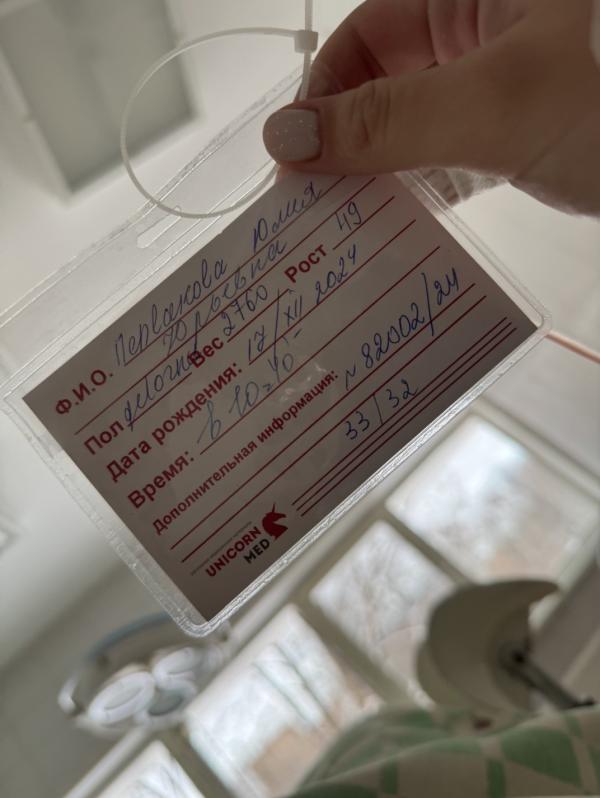 Ф.И.О. Первакова Юлия
Юрьевна
Пол девочка Вес 2760 Рост 49
Дата рождения: 17/XII 2024
Время: в 10:40
Дополнительная информация: № 82002/24
33/32
UNICORN
MED